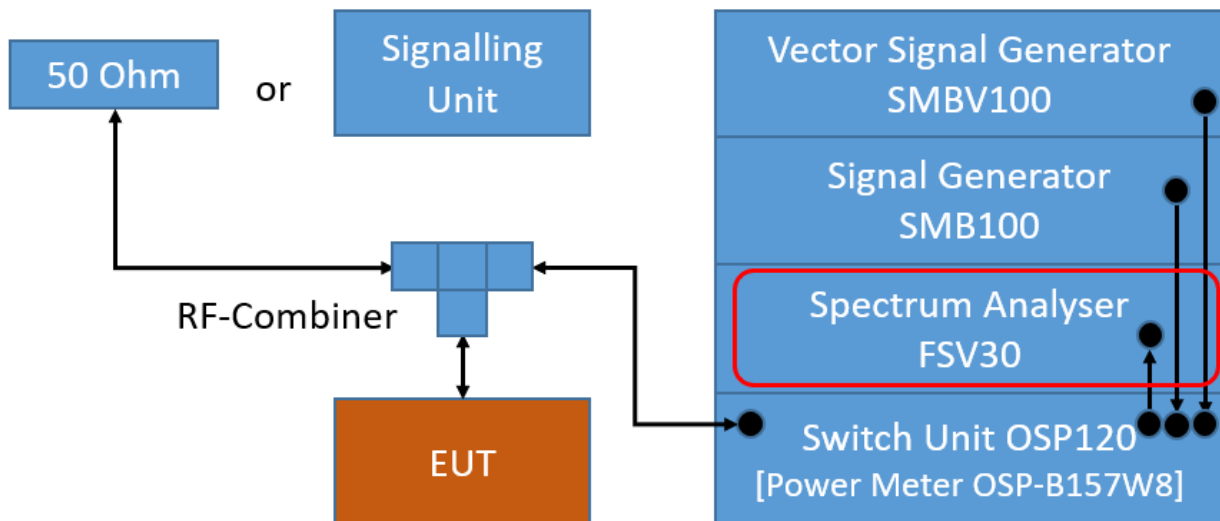 50 Ohm
or
Signalling
Unit
Vector Signal Generator
SMBV100
Signal Generator
SMB100
RF-Combiner
Spectrum Analyser
FSV30
EUT
Switch Unit OSP120
[Power Meter OSP-B157W8]